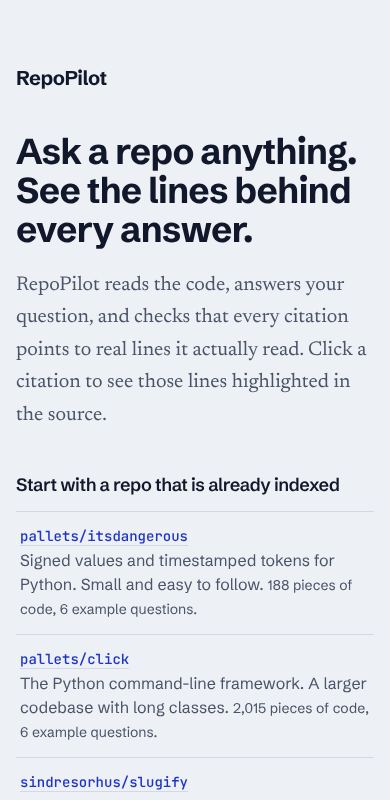 RepoPilot
Ask a repo anything.
See the lines behind
every answer.
RepoPilot reads the code, answers your
question, and checks that every citation
points to real lines it actually read. Click a
citation to see those lines highlighted in
the source.
Start with a repo that is already indexed
pallets/itsdangerous
Signed values and timestamped tokens for
Python. Small and easy to follow. 188 pieces of
code, 6 example questions.
pallets/click
The Python command-line framework. A larger
codebase with long classes. 2,015 pieces of code,
6 example questions.
sindresorhus/slugify